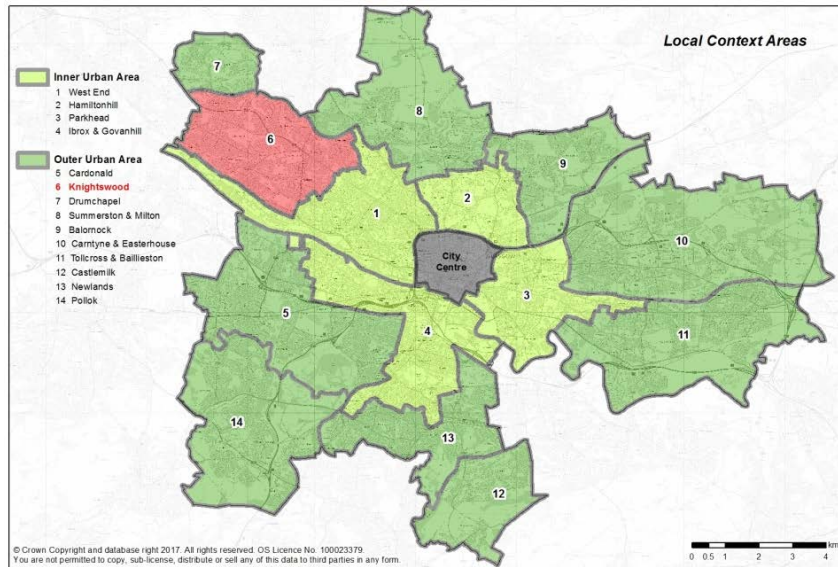 Local Context Areas
Inner Urban Area
1 West End
2 Hamiltonhill
3 Parkhead
4 Ibrox & Govanhill
Outer Urban Area
5 Cardonald
6 Knightswood
7 Drumchapel
8 Summerston & Milton
9 Balornock
10 Carntyne & Easterhouse
11 Tollcross & Baillieston
12 Castlemilk
13 Newlands
14 Pollok
7
8
6
9
2
1
10
City
Centre
3
5
4
11
14
13
12
© Crown Copyright and database right 2017. All rights reserved. OS Licence No. 100023379.
You are not permitted to copy, sub-license, distribute or sell any of this data to third parties in any form.
km
0 0.5 1 2 3 4